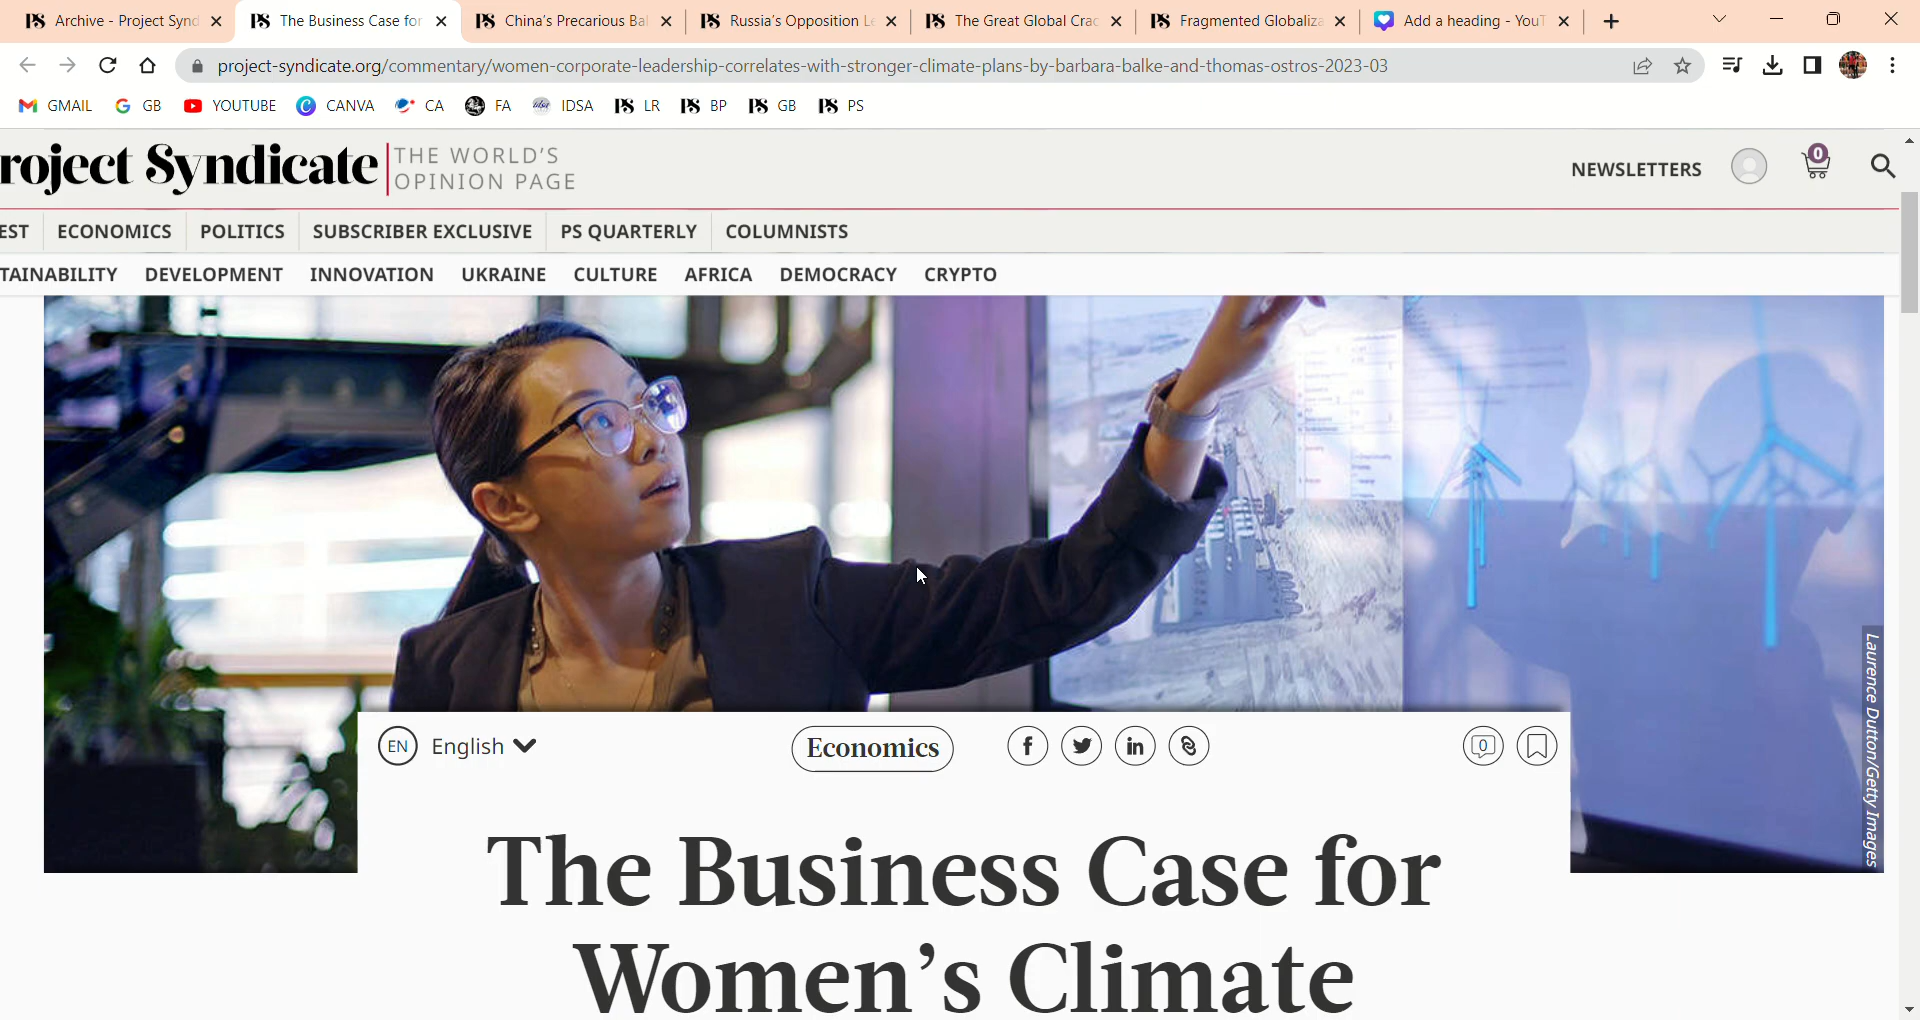 Archive - Project Synd
The Business Case for
China's Precarious Bal
Russia's Opposition Le
The Great Global Crac
Fragmented Globaliza
Add a heading - YouT
project-syndicate.org/commentary/women-corporate-leadership-correlates-with-stronger-climate-plans-by-barbara-balke-and-thomas-ostros-2023-03
GMAIL
GB
YOUTUBE
CANVA
CA
FA
IDSA
LR
BP
GB
PS
roject Syndicate
THE WORLD'S
OPINION PAGE
NEWSLETTERS
0
EST
ECONOMICS
POLITICS
SUBSCRIBER EXCLUSIVE
PS QUARTERLY
COLUMNISTS
TAINABILITY
DEVELOPMENT
INNOVATION
UKRAINE
CULTURE
AFRICA
DEMOCRACY
CRYPTO
Laurence Dutton/Getty Images
EN
English
Economics
0
The Business Case for
Women's Climate